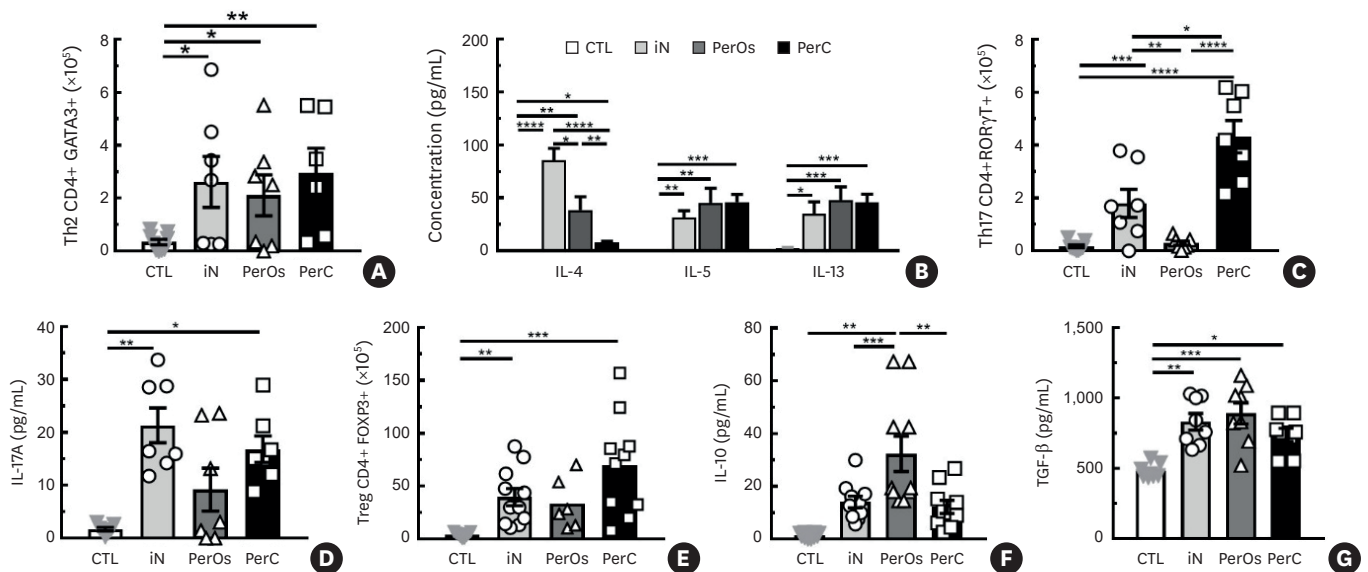 Th2 CD4+ GATA3+ (×10⁵)
8
6
4
2
0
**
*
*
CTL iN PerOs PerC
A
Concentration (pg/mL)
200
150
100
50
0
CTL iN PerOs PerC
*
**
**** ****
* **
***
**
**
***
***
*
IL-4 IL-5 IL-13
B
Th17 CD4+RORγT+ (×10⁵)
8
6
4
2
0
*
** ****
***
****
CTL iN PerOs PerC
C
IL-17A (pg/mL)
40
30
20
10
0
*
**
CTL iN PerOs PerC
D
Treg CD4+ FOXP3+ (×10⁵)
200
150
100
50
0
***
**
CTL iN PerOs PerC
E
IL-10 (pg/mL)
80
60
40
20
0
** **
***
CTL iN PerOs PerC
F
TGF-β (pg/mL)
1,500
1,000
500
0
*
***
**
CTL iN PerOs PerC
G